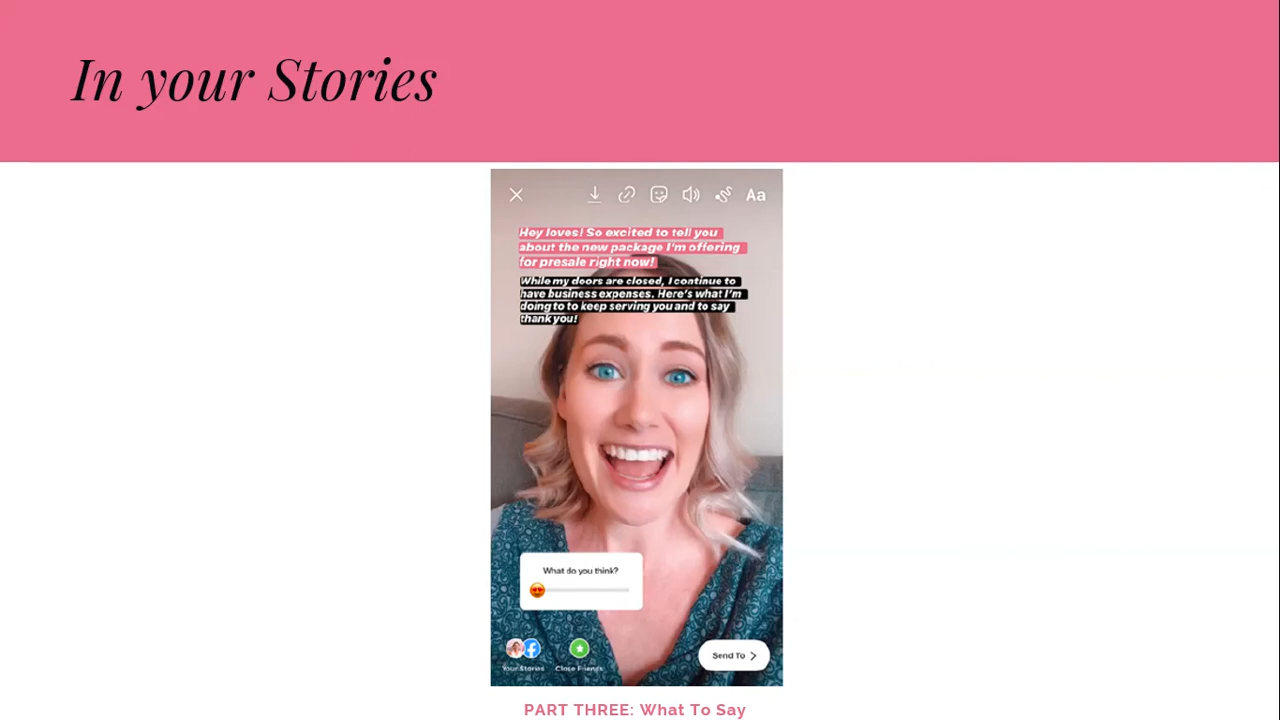 In your Stories
Aa
Hey loves! So excited to tell you
about the new package I'm offering
for presale right now!
While my doors are closed, I continue to
have business expenses. Here's what I'm
doing to to keep serving you and to say
thank you!
What do you think?
Your Stories
Close Friends
Send To
PART THREE: What To Say